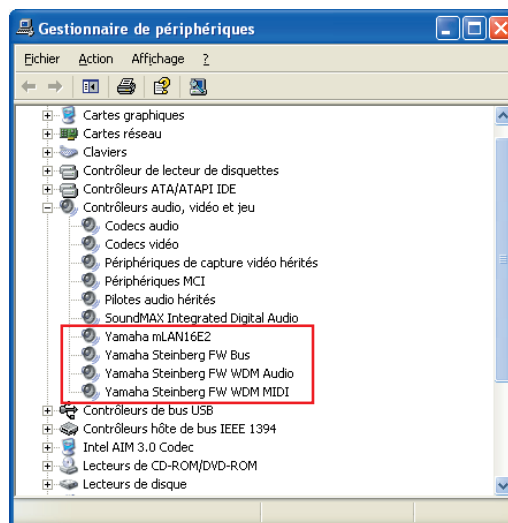 Gestionnaire de périphériques
Fichier Action Affichage ?
Cartes graphiques
Cartes réseau
Claviers
Contrôleur de lecteur de disquettes
Contrôleurs ATA/ATAPI IDE
Contrôleurs audio, vidéo et jeu
Codecs audio
Codecs vidéo
Périphériques de capture vidéo hérités
Périphériques MCI
Pilotes audio hérités
SoundMAX Integrated Digital Audio
Yamaha mLAN16E2
Yamaha Steinberg FW Bus
Yamaha Steinberg FW WDM Audio
Yamaha Steinberg FW WDM MIDI
Contrôleurs de bus USB
Contrôleurs hôte de bus IEEE 1394
Intel AIM 3.0 Codec
Lecteurs de CD-ROM/DVD-ROM
Lecteurs de disque